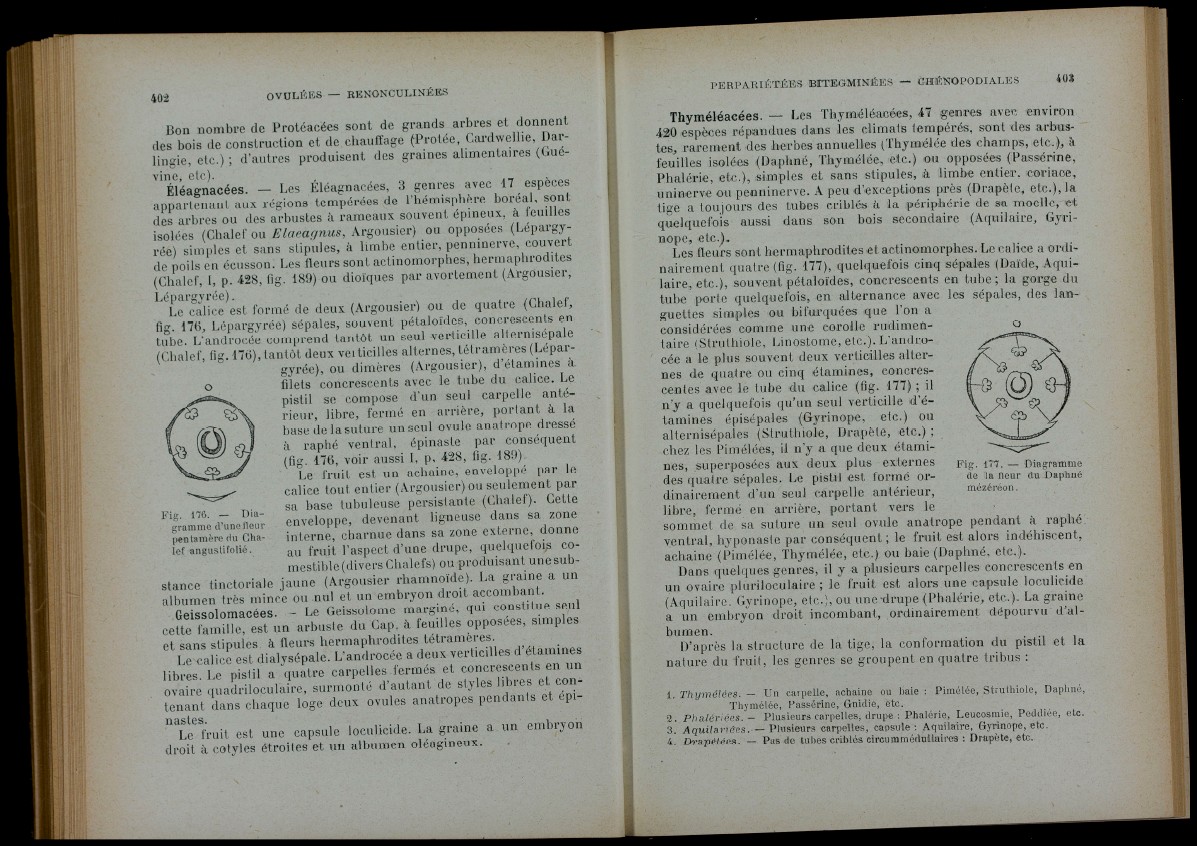 402
OVULÉES — RENONCULINÉES
Bon nombre de Protéacées sont de grands arbres et donnent
des bois de construction et de chauffage (Protée, Cardwellie, Dar-
lingie, etc.) ; d'autres produisent des graines alimentaires (Gué-
vine, etc).
Éléagnacées. — Les Éléagnacées, 3 genres avec 17 espèces
appartenant aux régions tempérées de l'hémisphère boréal, sont
des arbres ou des arbustes à rameaux souvent épineux, à feuilles
isolées (Chalef ou Elaeagnus, Argousier) ou opposées (Lépargy-
rée) simples et sans stipules, à limbe entier, penninerve, couvert
de poils en écusson. Les fleurs sont actinomorphes, hermaphrodites
(Chalef, I, p. 428, fig. 189) ou dioïques par avortement (Argousier,
Lépargyrée).
Le calice est formé de deux (Argousier) ou de quatre (Chalef,
fig. 176, Lépargyrée) sépales, souvent pétaloïdes, concrescents en
tube. L'androcée comprend tantôt un seul verticille alternisépale
(Chalef, fig. 176), tantôt deux verticilles alternes, tétramères (Lépar-
gyrée), ou dimères (Argousier), d'étamines à
filets concrescents avec le tube du calice. Le
pistil se compose d'un seul carpelle anté-
rieur, libre, fermé en arrière, portant à la
base de la suture un seul ovule anatrope dressé
à raphé ventral, épinaste par conséquent
(fig. 176, voir aussi I, p. 428, fig. 189)
Le fruit est un achaine, enveloppé par le
calice tout entier (Argousier) ou seulement par
sa base tubuleuse persistante (Chalef). Cette
enveloppe, devenant ligneuse dans sa zone
interne, charnue dans sa zone externe, donne
au fruit l'aspect d'une drupe, quelquefois co-
mestible (divers Chalefs) ou produisant une sub-
Fig. 176. — Dia-
gramme d'une fleur
pentamère du Cha-
lef angustifolié.
stance tinctoriale jaune (Argousier rhamnoïde). La graine a un
albumen très mince ou nul et un embryon droit accombant.
Geissolomacées. — Le Geissolome marginé, qui constitue seul
cette famille, est un arbuste du Cap, à feuilles opposées, simples
et sans stipules à fleurs hermaphrodites tétramères.
Le calice est dialysépale. L'androcée a deux verticilles d'étamines
libres. Le pistil a quatre carpelles fermés et concrescents en un
ovaire quadriloculaire, surmonté d'autant de styles libres et con-
tenant dans chaque loge deux ovules anatropes pendants et épi-
nastes.
Le fruit est une capsule loculicide. La graine a un embryon
droit à cotyles étroites et un albumen oléagineux.
PERPARIÉTÉES BITEGMINÉES — CHÉNOPODIALES
403
Thyméléacées. — Les Thyméléacées, 47 genres avec environ
420 espèces répandues dans les climats tempérés, sont des arbus-
tes, rarement des herbes annuelles (Thymélée des champs, etc.), à
feuilles isolées (Daphné, Thymélée, etc.) ou opposées (Passérine,
Phalérie, etc.), simples et sans stipules, à limbe entier, coriace,
uninerve ou penninerve. A peu d'exceptions près (Drapète, etc.), la
tige a toujours des tubes criblés à la périphérie de sa moelle, et
quelquefois aussi dans son bois secondaire (Aquilaire, Gyri-
nope, etc.).
Les fleurs sont hermaphrodites et actinomorphes. Le calice a ordi-
nairement quatre (fig. 177), quelquefois cinq sépales (Daïde, Aqui-
laire, etc.), souvent pétaloïdes, concrescents en tube ; la gorge du
tube porte quelquefois, en alternance avec les sépales, des lan-
guettes simples ou bifurquées que l'on a
considérées comme une corolle rudimen-
taire (Struthiole, Linostome, etc.). L'andro-
cée a le plus souvent deux verticilles alter-
nes de quatre ou cinq étamines, concres-
centes avec le tube du calice (fig. 177) ; il
n'y a quelquefois qu'un seul verticille d'é-
tamines épisépales (Gyrinope, etc.) ou
alternisépales (Struthiole, Drapète, etc.) ;
chez les Pimélées, il n'y a que deux étami-
nes, superposées aux deux plus externes
des quatre sépales. Le pistil est formé or-
dinairement d'un seul carpelle antérieur,
libre, fermé en arrière, portant vers le
Fig. 177. — Diagramme
de la fleur du Daphné
mézéréon.
sommet de sa suture un seul ovule anatrope pendant à raphé
ventral, hyponaste par conséquent ; le fruit est alors indéhiscent,
achaine (Pimélée, Thymélée, etc.) ou baie (Daphné, etc.).
Dans quelques genres, il y a plusieurs carpelles concrescents en
un ovaire pluriloculaire ; le fruit est alors une capsule loculicide
(Aquilaire, Gyrinope, etc.), ou une drupe (Phalérie, etc.). La graine
a un embryon droit incombant, ordinairement dépourvu d'al-
bumen.
D'après la structure de la tige, la conformation du pistil et la
nature du fruit, les genres se groupent en quatre tribus :
1. Thymélées. — Un carpelle, achaine ou baie : Pimélée, Struthiole, Daphné,
Thymélée, Passérine, Gnidie, etc.
2. Phalériées. — Plusieurs carpelles, drupe : Phalérie, Leucosmie, Peddiée, etc.
3. Aquilariées. — Plusieurs carpelles, capsule : Aquilaire, Gyrinope, etc.
4. Drapétées. — Pas de tubes criblés circummédullaires : Drapète, etc.